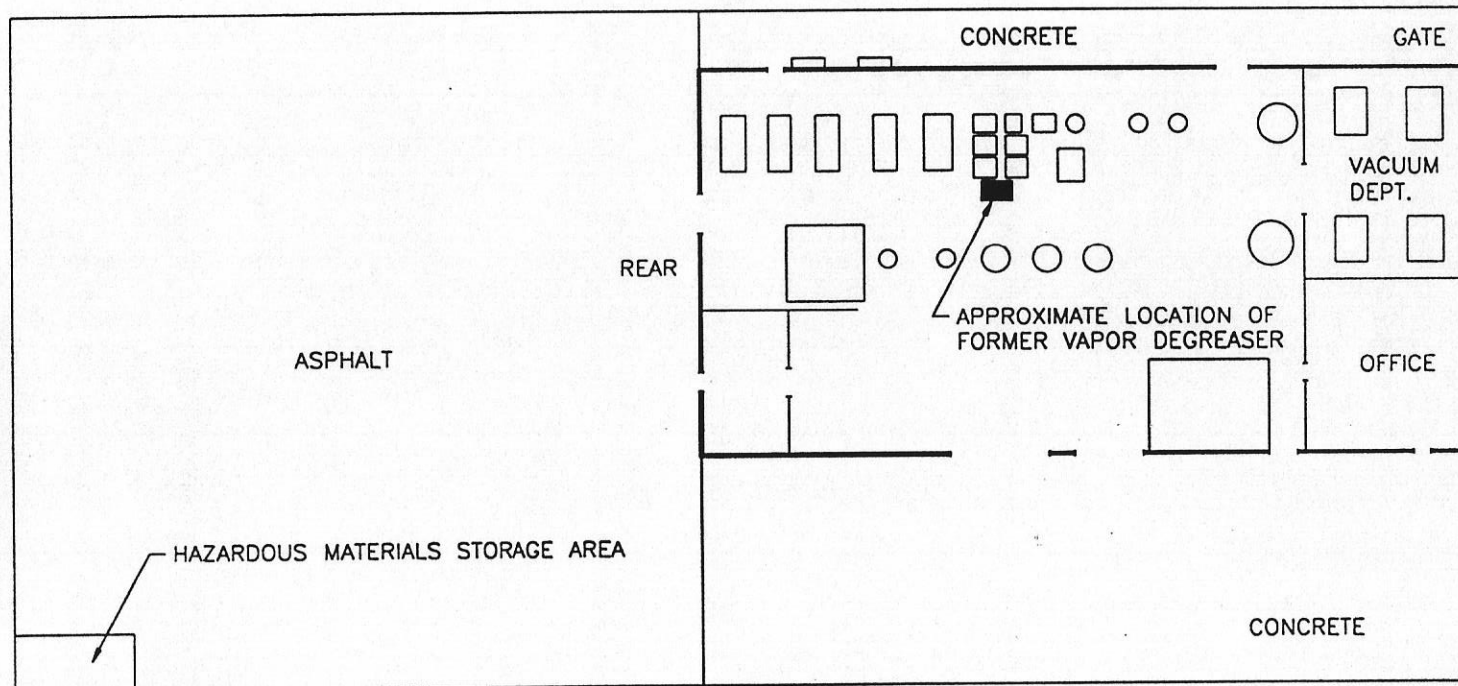 CONCRETE
GATE
VACUUM
DEPT.
REAR
APPROXIMATE LOCATION OF
FORMER VAPOR DEGREASER
ASPHALT
OFFICE
HAZARDOUS MATERIALS STORAGE AREA
CONCRETE